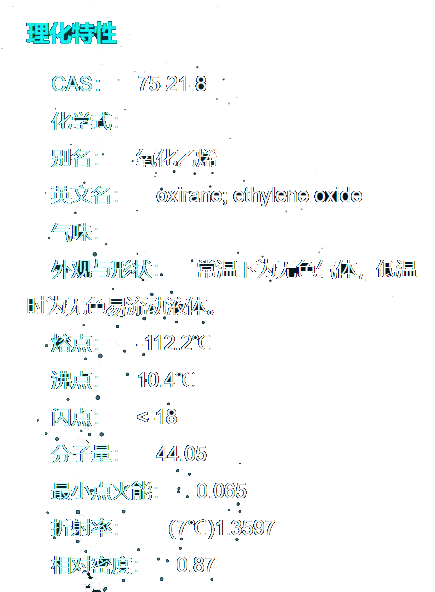 理化特性
CAS: 75-21-8
化学式:
别名: 氧化乙烯
英文名: oxirane; ethylene oxide
气味:
外观与形状: 常温下为无色气体，低温
时为无色易流动液体。
熔点: -112.2℃
沸点: 10.4℃
闪点: <-18
分子量: 44.05
最小点火能: 0.065
折射率: (7℃)1.3597
相对密度: 0.87